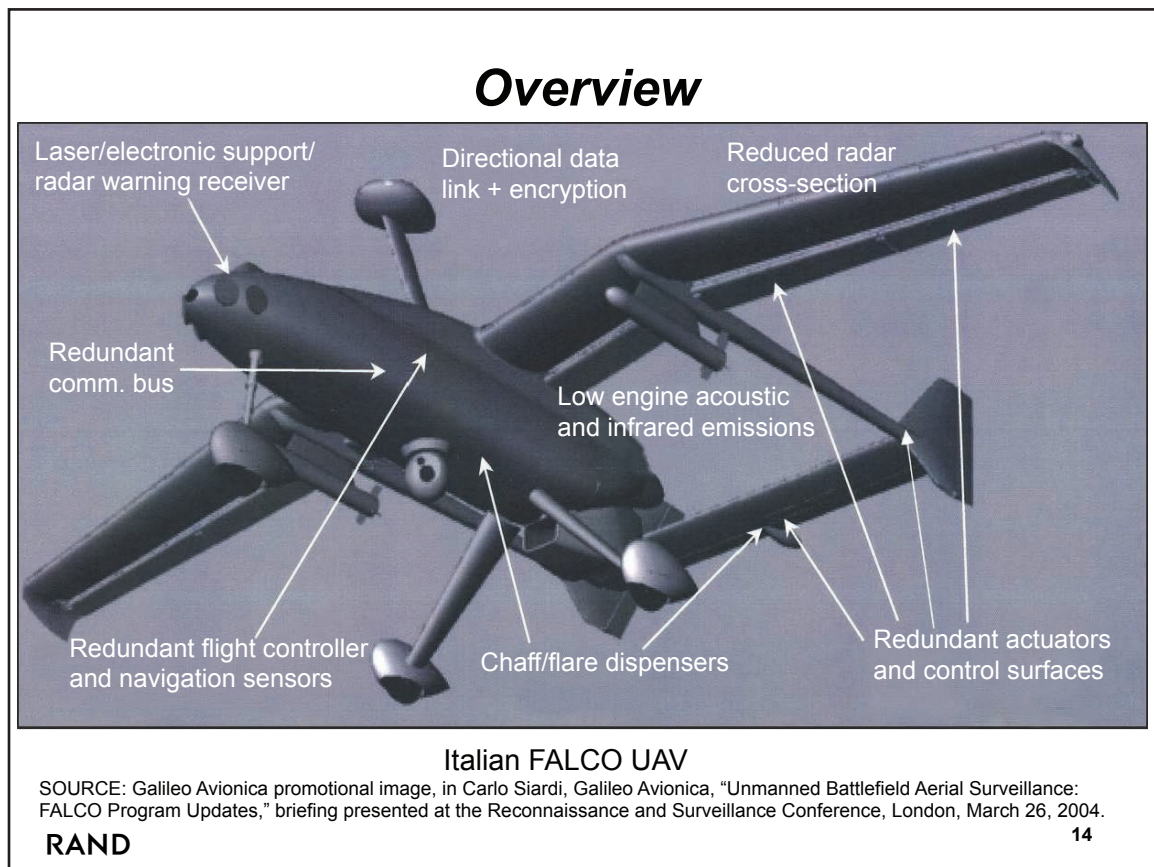 Overview
Laser/electronic support/
radar warning receiver
Directional data
link + encryption
Reduced radar
cross-section
Redundant
comm. bus
Low engine acoustic
and infrared emissions
Redundant flight controller
and navigation sensors
Chaff/flare dispensers
Redundant actuators
and control surfaces
Italian FALCO UAV
SOURCE: Galileo Avionica promotional image, in Carlo Siardi, Galileo Avionica, “Unmanned Battlefield Aerial Surveillance:
FALCO Program Updates,” briefing presented at the Reconnaissance and Surveillance Conference, London, March 26, 2004.
RAND
14